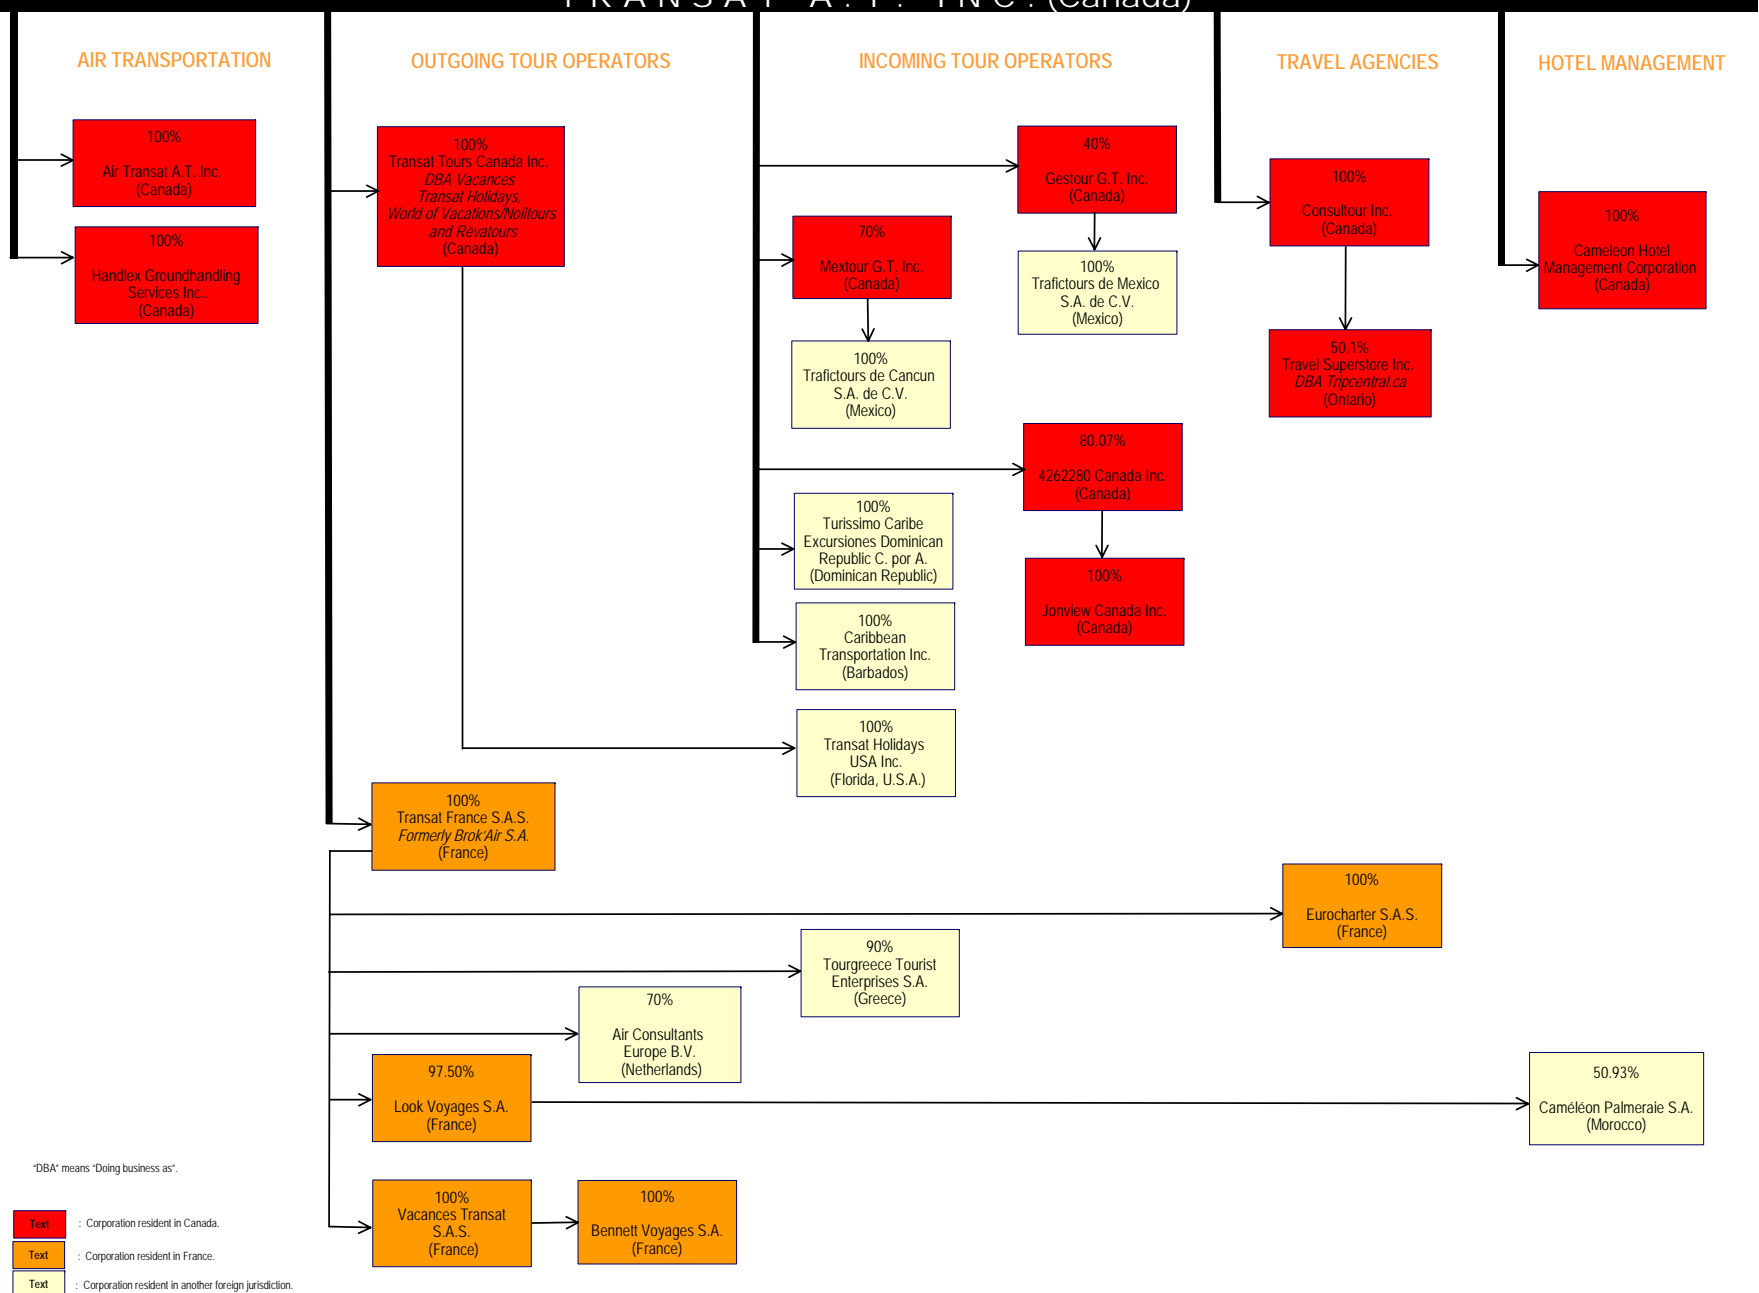 TRANSAT A.T. INC. (Canada)
AIR TRANSPORTATION
OUTGOING TOUR OPERATORS
INCOMING TOUR OPERATORS
TRAVEL AGENCIES
HOTEL MANAGEMENT
100%
Air Transat A.T. Inc.
(Canada)
100%
Handlex Groundhandling
Services Inc..
(Canada)
100%
Transat Tours Canada Inc.
DBA Vacances
Transat Holidays,
World of Vacations/Nolitours
and Rêvatours
(Canada)
40%
Gestour G.T. Inc.
(Canada)
70%
Mextour G.T. Inc.
(Canada)
100%
Trafictours de Mexico
S.A. de C.V.
(Mexico)
100%
Trafictours de Cancun
S.A. de C.V.
(Mexico)
100%
Consultour Inc.
(Canada)
50.1%
Travel Superstore Inc.
DBA Tripcentral.ca
(Ontario)
100%
Cameleon Hotel
Management Corporation
(Canada)
80.07%
4262280 Canada Inc.
(Canada)
100%
Turissimo Caribe
Excursiones Dominican
Republic C. por A.
(Dominican Republic)
100%
Jonview Canada Inc.
(Canada)
100%
Caribbean
Transportation Inc.
(Barbados)
100%
Transat Holidays
USA Inc.
(Florida, U.S.A.)
100%
Transat France S.A.S.
Formerly Brok'Air S.A.
(France)
100%
Eurocharter S.A.S.
(France)
90%
Tourgreece Tourist
Enterprises S.A.
(Greece)
70%
Air Consultants
Europe B.V.
(Netherlands)
97.50%
Look Voyages S.A.
(France)
50.93%
Caméléon Palmeraie S.A.
(Morocco)
100%
Vacances Transat
S.A.S.
(France)
100%
Bennett Voyages S.A.
(France)
"DBA" means "Doing business as".
Text : Corporation resident in Canada.
Text : Corporation resident in France.
Text : Corporation resident in another foreign jurisdiction.